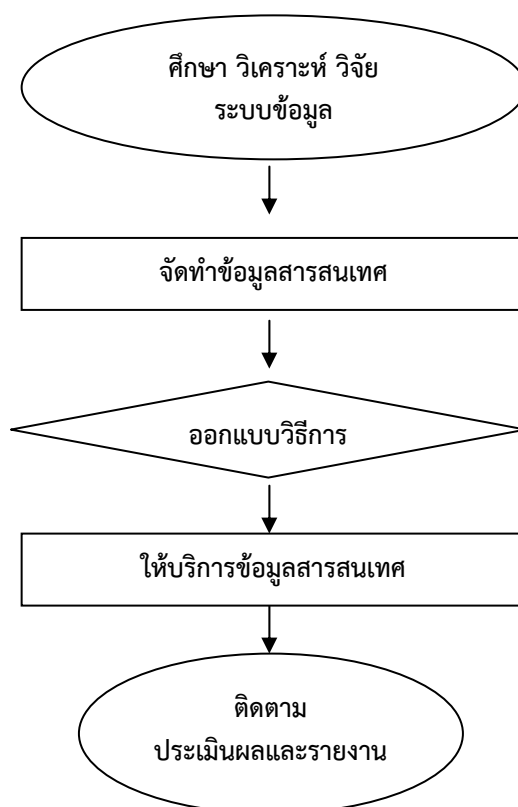 ศึกษา วิเคราะห์ วิจัย
ระบบข้อมูล
จัดทำข้อมูลสารสนเทศ
ออกแบบวิธีการ
ให้บริการข้อมูลสารสนเทศ
ติดตาม
ประเมินผลและรายงาน